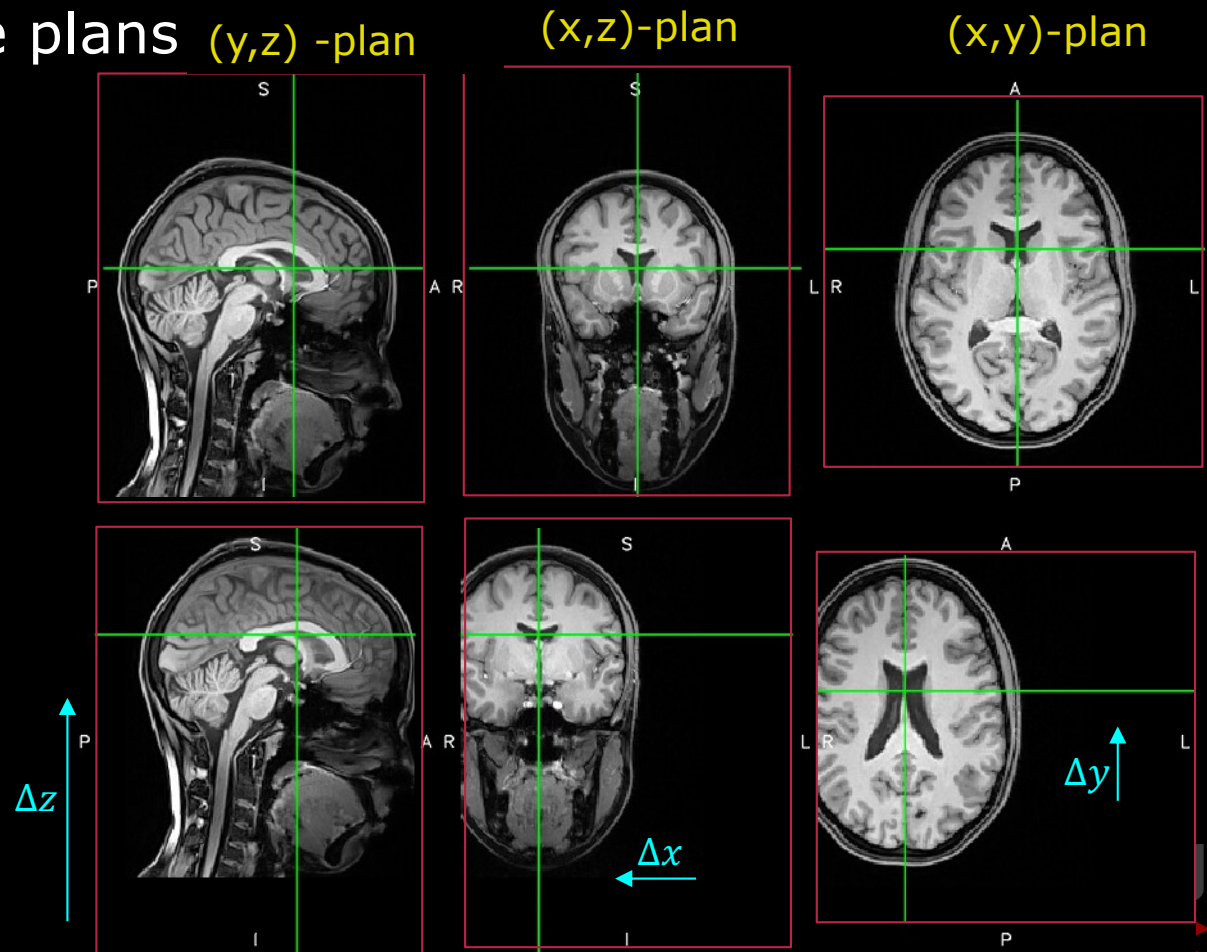 e plans
(y,z) -plan
(x,z)-plan
(x,y)-plan
S
S
A
P
A
R
L
R
L
I
I
P
S
S
A
P
A
R
L
R
L
Δz
Δx
Δy
I
I
P